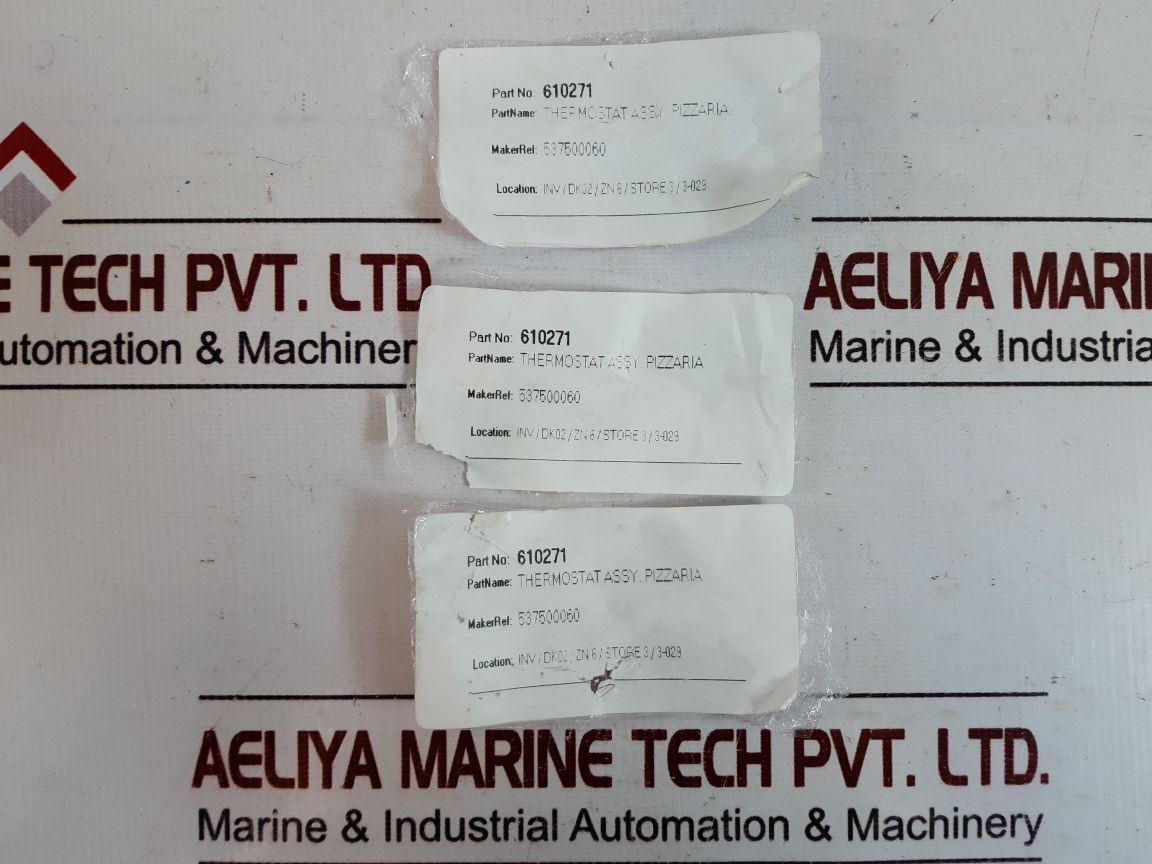 Part No: 610271
PartName: THERMOSTAT ASSY. PIZZARIA
MakerRef: 537500060
Location: INV / DK02 / ZN 6 / STORE 3 / 3-029
E TECH PVT. LTD
utomation & Machiner
AELIYA MARI
Marine & Industria
Part No: 610271
PartName: THERMOSTAT ASSY. PIZZARIA
MakerRef: 537500060
Location: INV / DK02 / ZN 6 / STORE 3 / 3-029
Part No: 610271
PartName: THERMOSTAT ASSY. PIZZARIA
MakerRef: 537500060
Location: INV / DK02 / ZN 6 / STORE 3 / 3-029
AELIYA MARINE TECH PVT. LTD.
Marine & Industrial Automation & Machinery